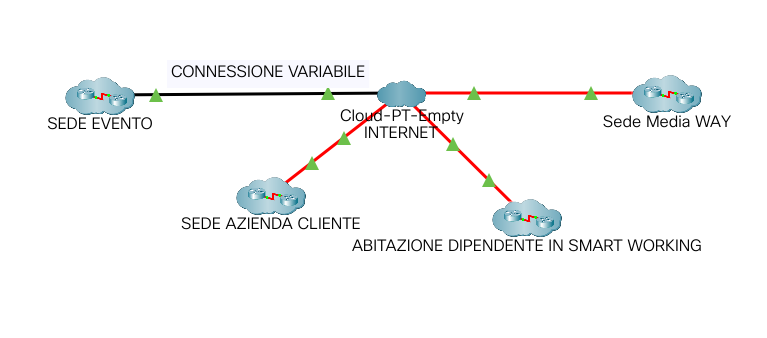 CONNESSIONE VARIABILE
SEDE EVENTO
Cloud-PT-Empty
INTERNET
Sede Media WAY
SEDE AZIENDA CLIENTE
ABITAZIONE DIPENDENTE IN SMART WORKING